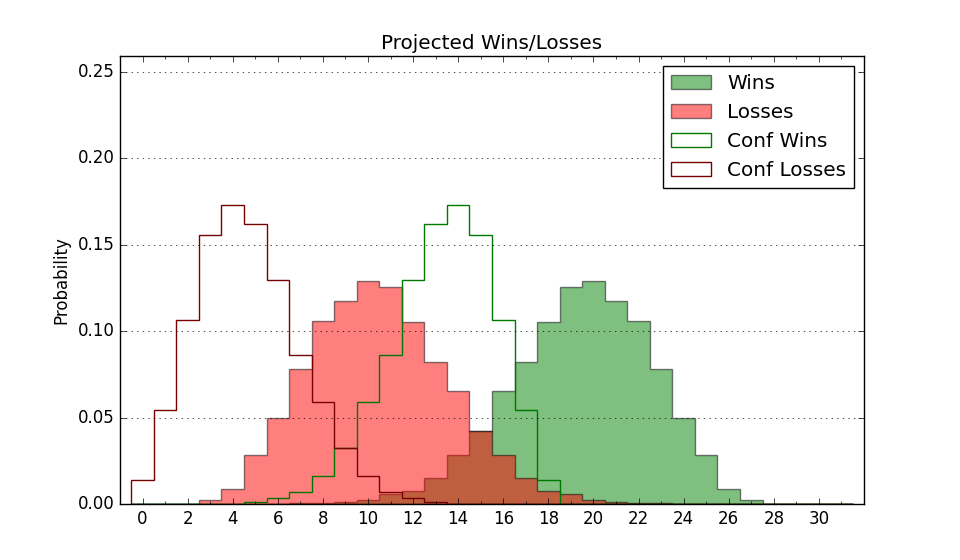 Projected Wins/Losses
0.25
0.20
0.15
0.10
0.05
0.00
Probability
Wins
Losses
Conf Wins
Conf Losses
0 2 4 6 8 10 12 14 16 18 20 22 24 26 28 30